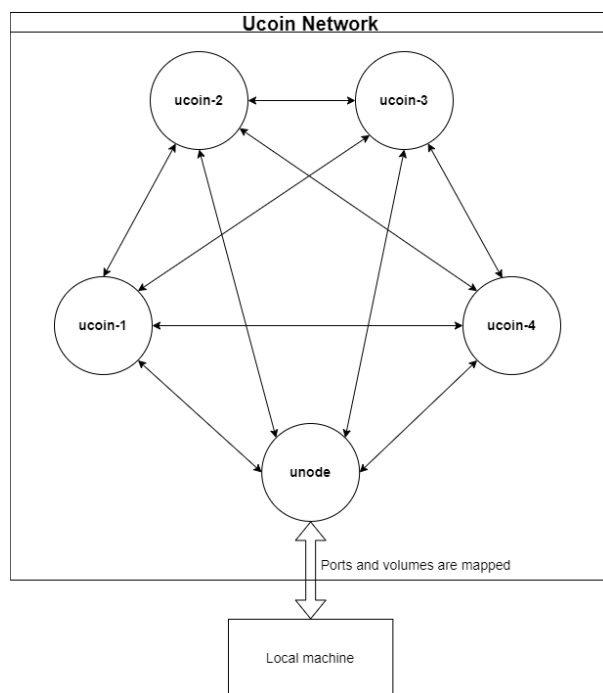 Ucoin Network
ucoin-2
ucoin-3
ucoin-1
ucoin-4
unode
Ports and volumes are mapped
Local machine